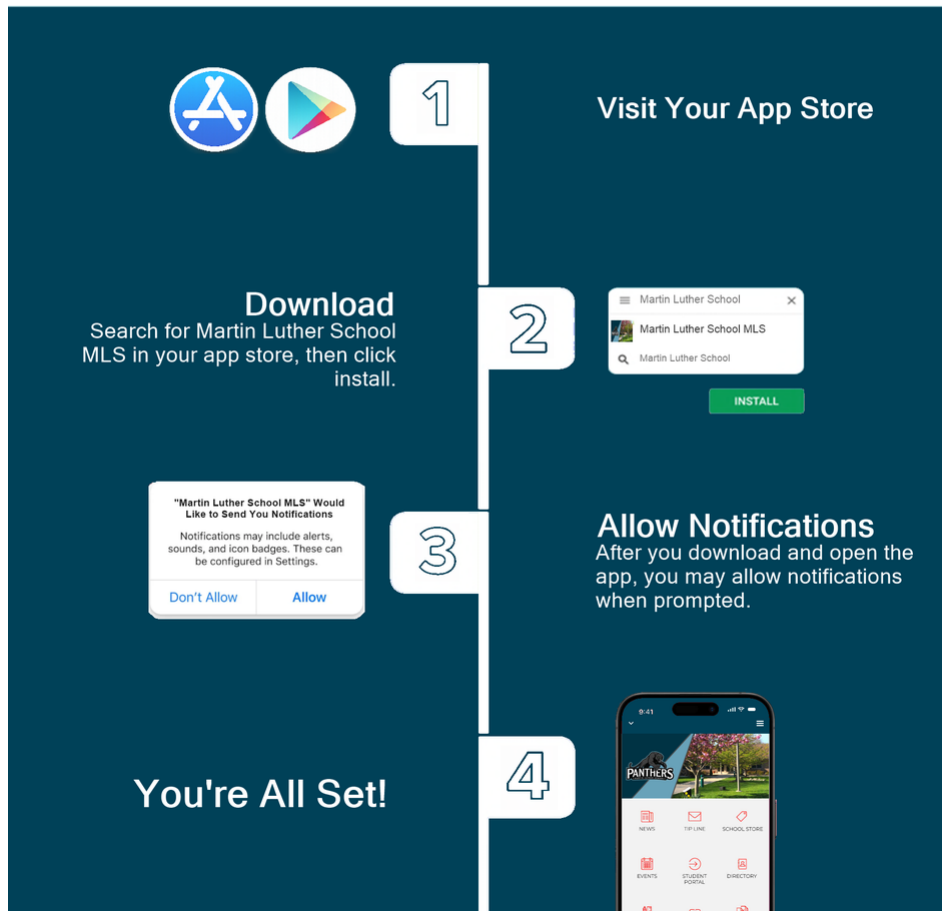 1
Visit Your App Store
Download
Search for Martin Luther School
MLS in your app store, then click
install.
2
Martin Luther School
Martin Luther School MLS
Martin Luther School
INSTALL
"Martin Luther School MLS" Would
Like to Send You Notifications
Notifications may include alerts,
sounds, and icon badges. These can
be configured in Settings.
Don't Allow
Allow
3
Allow Notifications
After you download and open the
app, you may allow notifications
when prompted.
You're All Set!
4
9:41
PANTHERS
NEWS
TIP LINE
SCHOOL STORE
EVENTS
STUDENT
PORTAL
DIRECTORY